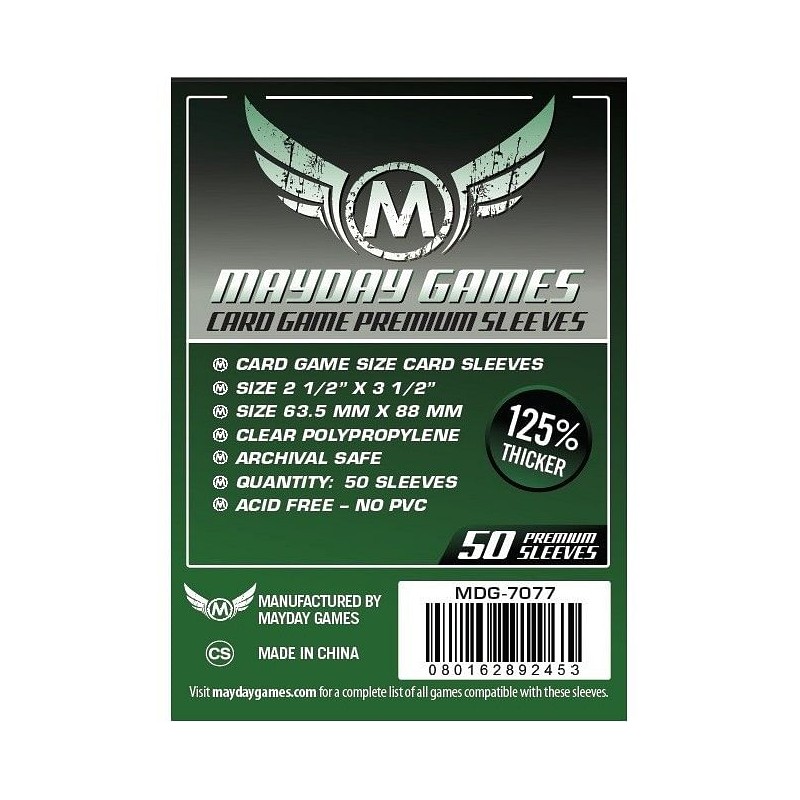 M
MAYDAY GAMES
CARD GAME PREMIUM SLEEVES
CARD GAME SIZE CARD SLEEVES
SIZE 2 1/2" X 3 1/2"
SIZE 63.5 MM X 88 MM
CLEAR POLYPROPYLENE
ARCHIVAL SAFE
QUANTITY: 50 SLEEVES
ACID FREE – NO PVC
125%
THICKER
50 PREMIUM
SLEEVES
M
MANUFACTURED BY
MAYDAY GAMES
CS
MADE IN CHINA
MDG-7077
080162892453
Visit maydaygames.com for a complete list of all games compatible with these sleeves.